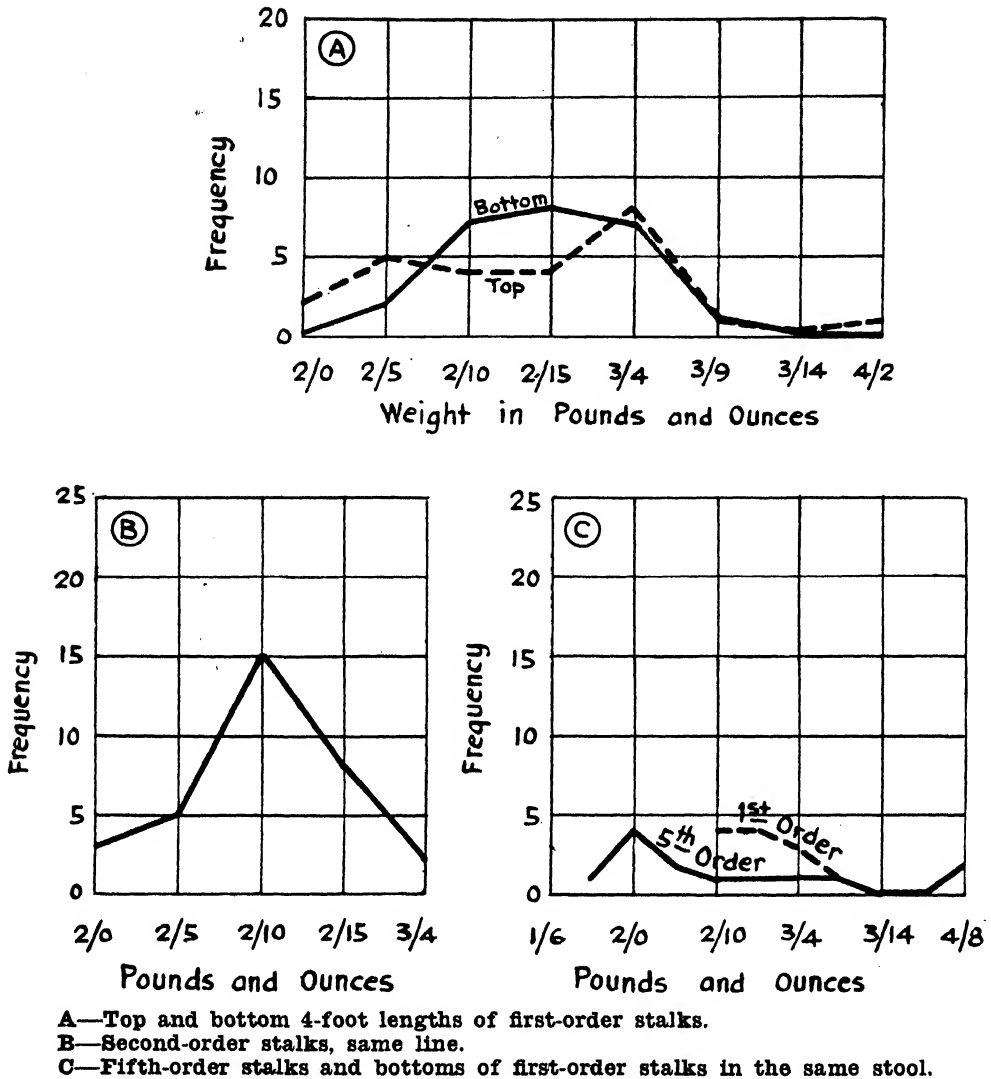 20
A
15
10
5
0
Frequency
Bottom
Top
2/0 2/5 2/10 2/15 3/4 3/9 3/14 4/2
Weight in Pounds and Ounces
25
B
20
15
10
5
0
Frequency
2/0 2/5 2/10 2/15 3/4
Pounds and Ounces
25
C
20
15
10
5
0
Frequency
1st Order
5th Order
1/6 2/0 2/10 3/4 3/14 4/8
Pounds and Ounces
A—Top and bottom 4-foot lengths of first-order stalks.
B—Second-order stalks, same line.
C—Fifth-order stalks and bottoms of first-order stalks in the same stool.